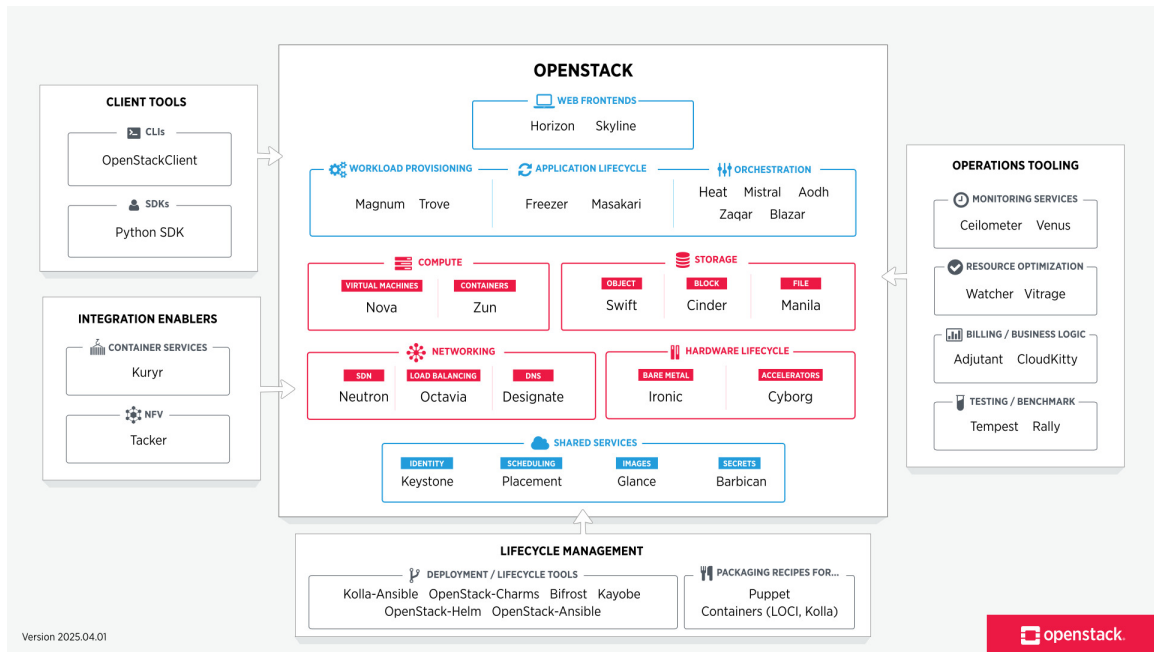 OPENSTACK
WEB FRONTENDS
Horizon Skyline
WORKLOAD PROVISIONING
Magnum Trove
APPLICATION LIFECYCLE
Freezer Masakari
ORCHESTRATION
Heat Mistral Aodh
Zaqar Blazar
COMPUTE
VIRTUAL MACHINES
Nova
CONTAINERS
Zun
STORAGE
OBJECT
Swift
BLOCK
Cinder
FILE
Manila
NETWORKING
SDN
Neutron
LOAD BALANCING
Octavia
DNS
Designate
HARDWARE LIFECYCLE
BARE METAL
Ironic
ACCELERATORS
Cyborg
SHARED SERVICES
IDENTITY
Keystone
SCHEDULING
Placement
IMAGES
Glance
SECRETS
Barbican
CLIENT TOOLS
CLIs
OpenStackClient
SDKs
Python SDK
INTEGRATION ENABLERS
CONTAINER SERVICES
Kuryr
NFV
Tacker
OPERATIONS TOOLING
MONITORING SERVICES
Ceilometer Venus
RESOURCE OPTIMIZATION
Watcher Vitrage
BILLING / BUSINESS LOGIC
Adjutant CloudKitty
TESTING / BENCHMARK
Tempest Rally
LIFECYCLE MANAGEMENT
DEPLOYMENT / LIFECYCLE TOOLS
Kolla-Ansible OpenStack-Charms Bifrost Kayobe
OpenStack-Helm OpenStack-Ansible
PACKAGING RECIPES FOR...
Puppet
Containers (LOCI, Kolla)
Version 2025.04.01
openstack.